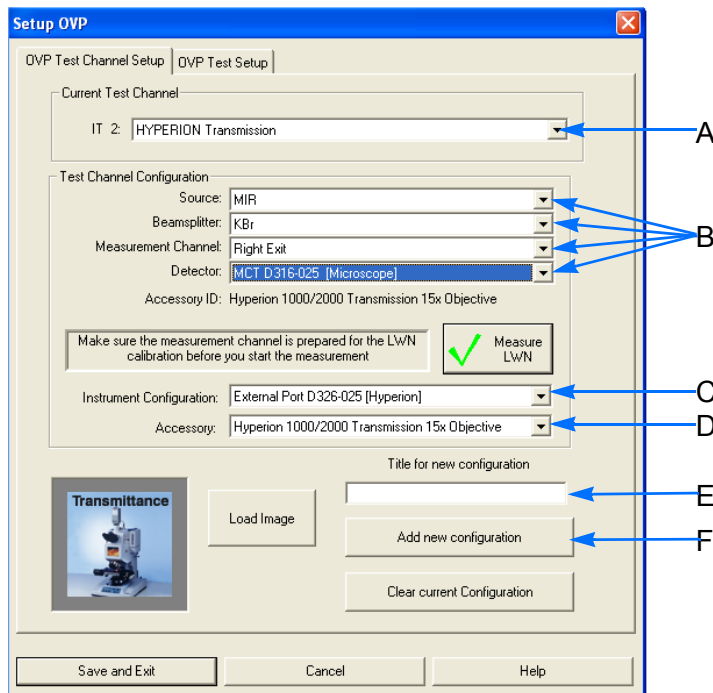 Setup OVP
OVP Test Channel Setup
OVP Test Setup
Current Test Channel
IT 2: HYPERION Transmission
A
Test Channel Configuration
Source: MIR
Beamsplitter: KBr
Measurement Channel: Right Exit
B
Detector: MCT D316-025 [Microscope]
Accessory ID: Hyperion 1000/2000 Transmission 15x Objective
Make sure the measurement channel is prepared for the LWN
calibration before you start the measurement
Measure
LWN
Instrument Configuration: External Port D326-025 [Hyperion]
C
Accessory: Hyperion 1000/2000 Transmission 15x Objective
D
Title for new configuration
E
Transmittance
Load Image
Add new configuration
F
Clear current Configuration
Save and Exit
Cancel
Help